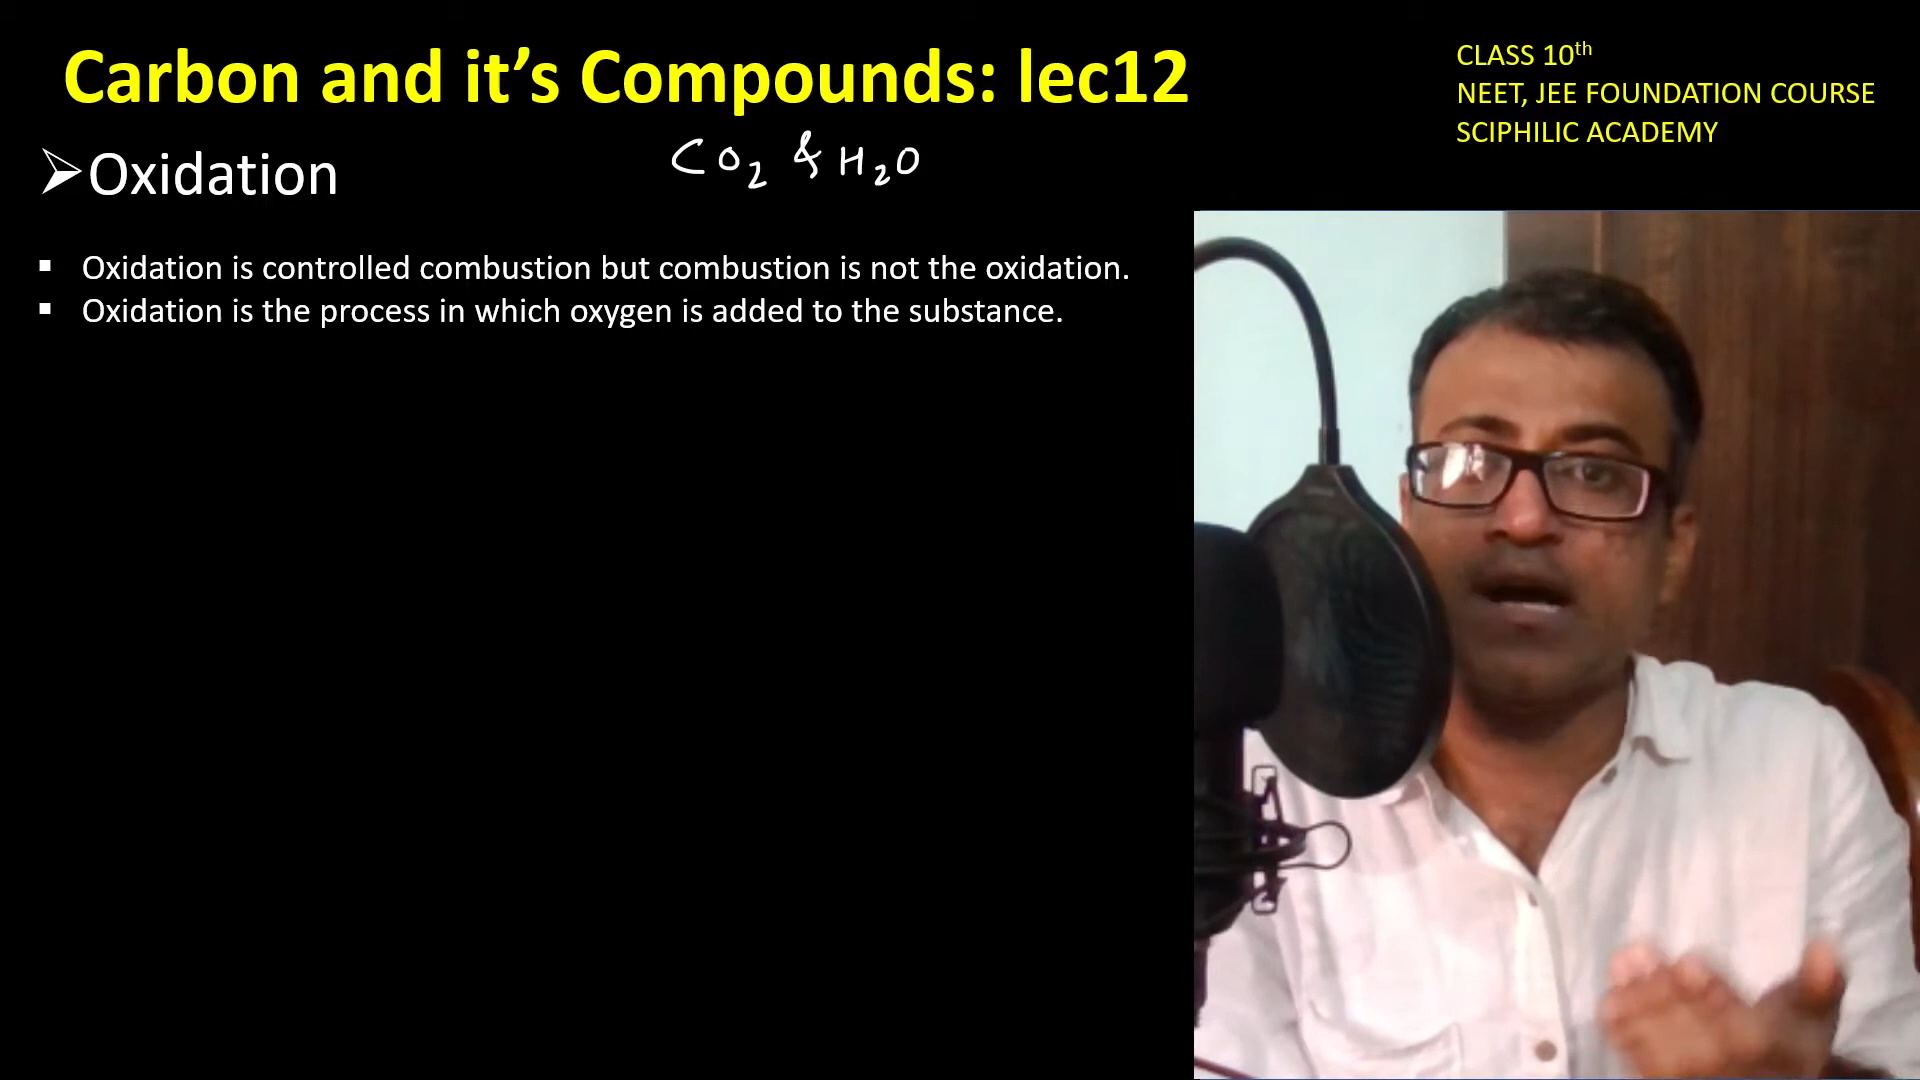 Carbon and it's Compounds: lec12
CLASS 10th
NEET, JEE FOUNDATION COURSE
SCIPHILIC ACADEMY
➢Oxidation
CO2 & H2O
▪ Oxidation is controlled combustion but combustion is not the oxidation.
▪ Oxidation is the process in which oxygen is added to the substance.